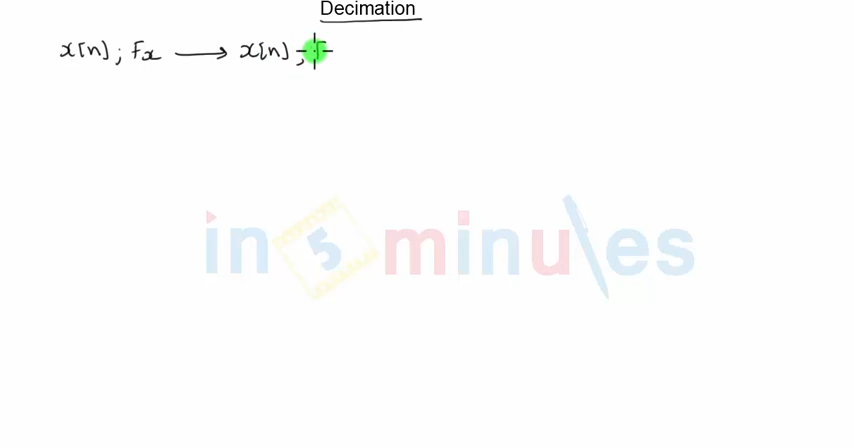 Decimation
x[n] ; Fx → x[n] ; F
in 5 minutes